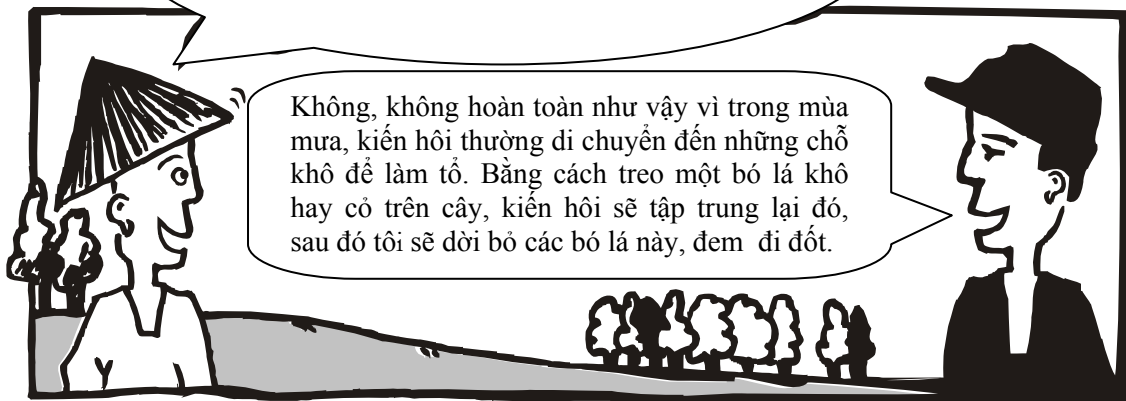 Không, không hoàn toàn như vậy vì trong mùa
mưa, kiến hôi thường di chuyển đến những chỗ
khô để làm tổ. Bằng cách treo một bó lá khô
hay cỏ trên cây, kiến hôi sẽ tập trung lại đó,
sau đó tôi sẽ dời bỏ các bó lá này, đem đi đốt.